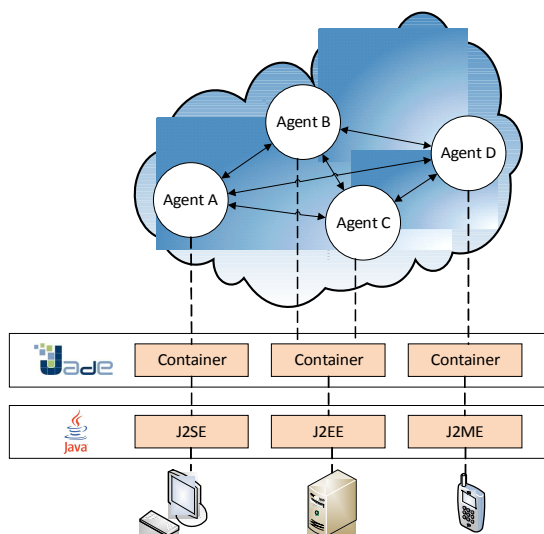 Agent B
Agent D
Agent A
Agent C
Jade
Container
Container
Container
Java
J2SE
J2EE
J2ME